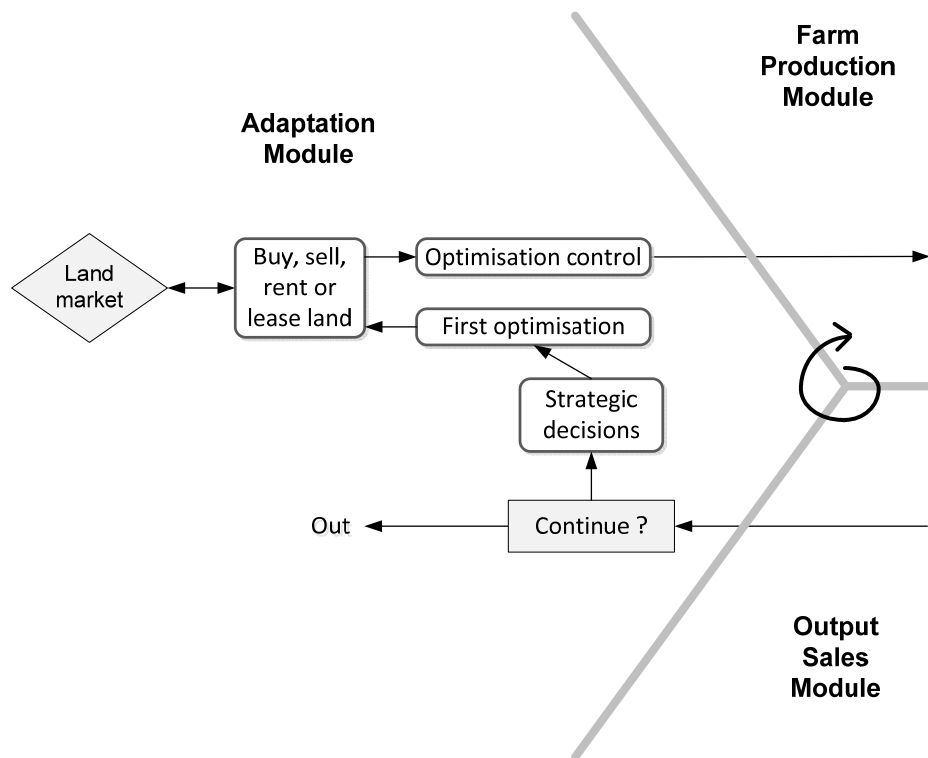 Farm
Production
Module
Adaptation
Module
Land
market
Buy, sell,
rent or
lease land
Optimisation control
First optimisation
Strategic
decisions
Out
Continue ?
Output
Sales
Module